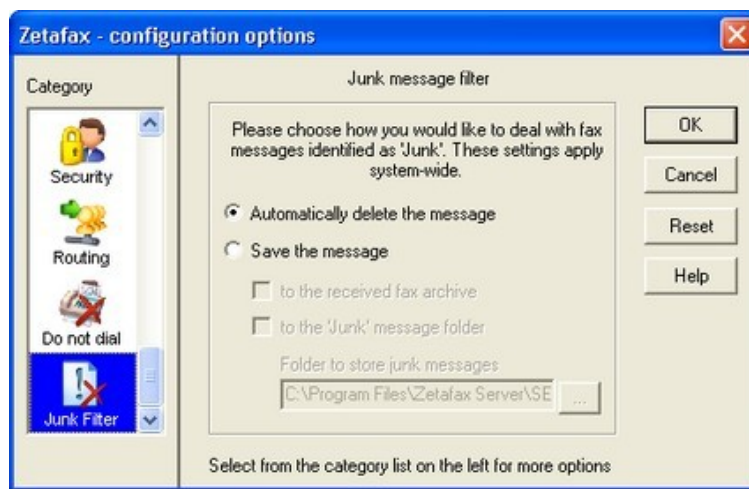 Zetafax - configuration options
Category
Security
Routing
Do not dial
Junk Filter
Junk message filter
Please choose how you would like to deal with fax
messages identified as 'Junk'. These settings apply
system-wide.
Automatically delete the message
Save the message
to the received fax archive
to the 'Junk' message folder
Folder to store junk messages
C:\Program Files\Zetafax Server\SE
...
Select from the category list on the left for more options
OK
Cancel
Reset
Help